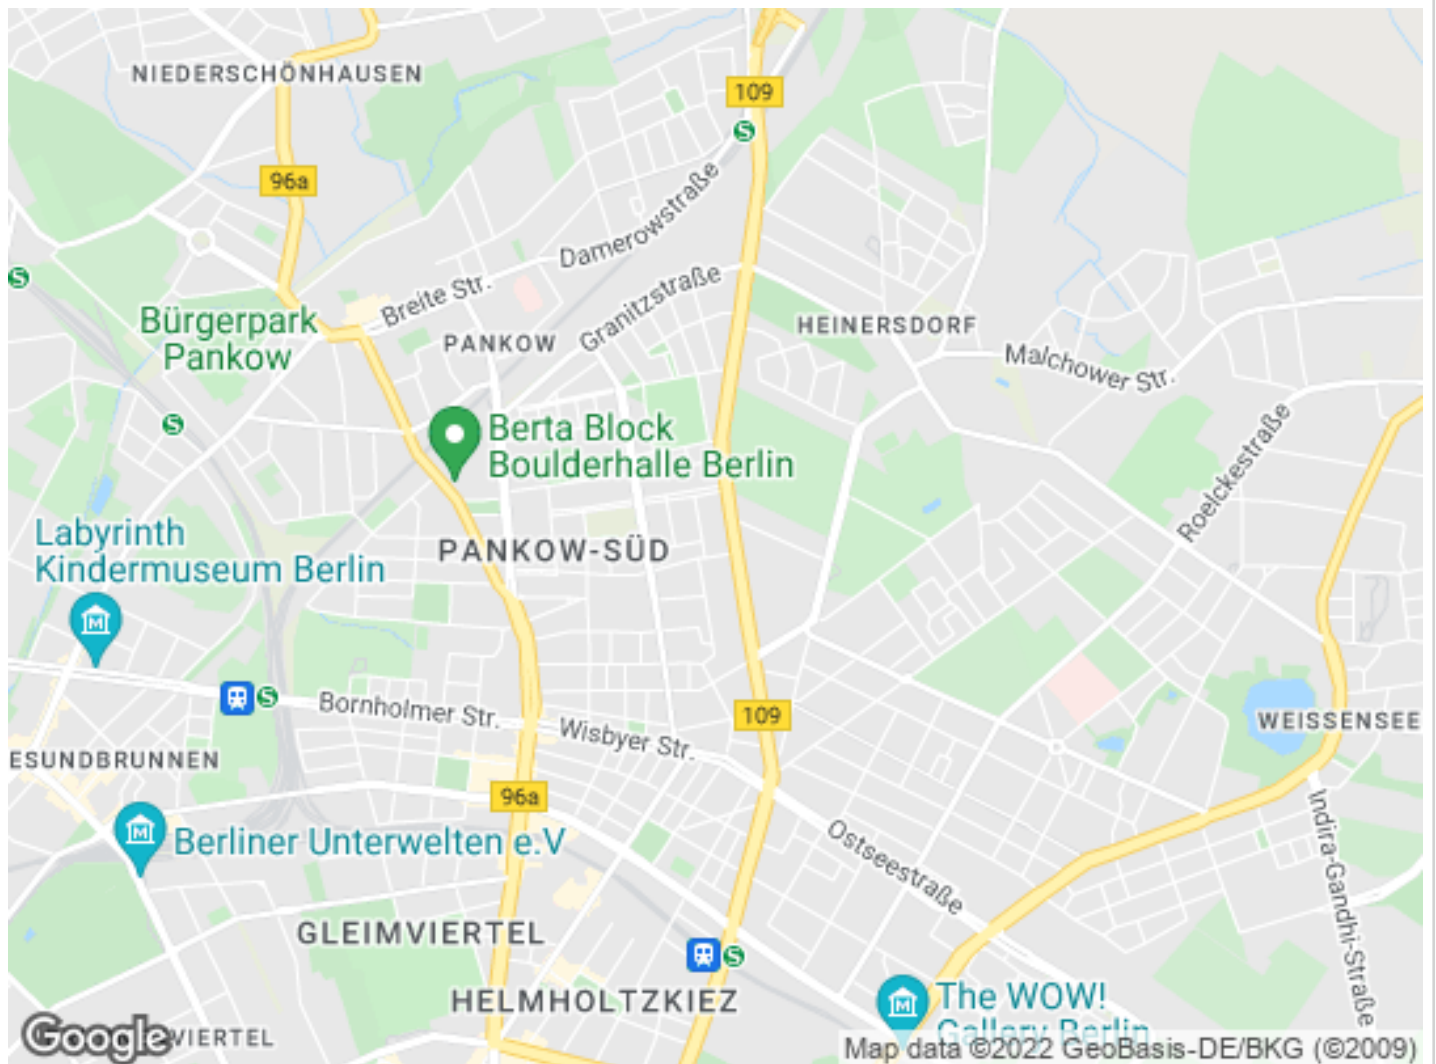 NIEDERSCHÖNHAUSEN
109
S
96a
Damerowstraße
S
Breite Str.
Granitzstraße
Bürgerpark
Pankow
PANKOW
HEINERSDORF
Malchower Str.
S
Berta Block
Boulderhalle Berlin
Roelckestraße
Labyrinth
Kindermuseum Berlin
PANKOW-SÜD
M
S
Bornholmer Str.
109
WEISSENSEE
Wisbyer Str.
ESUNDBRUNNEN
96a
M
Berliner Unterwelten e.V
Ostseestraße
Indira-Gandhi-Straße
GLEIMVIERTEL
S
HELMHOLTZKIEZ
M
The WOW!
Gallery Berlin
Google
VIERTEL
Map data ©2022 GeoBasis-DE/BKG (©2009)